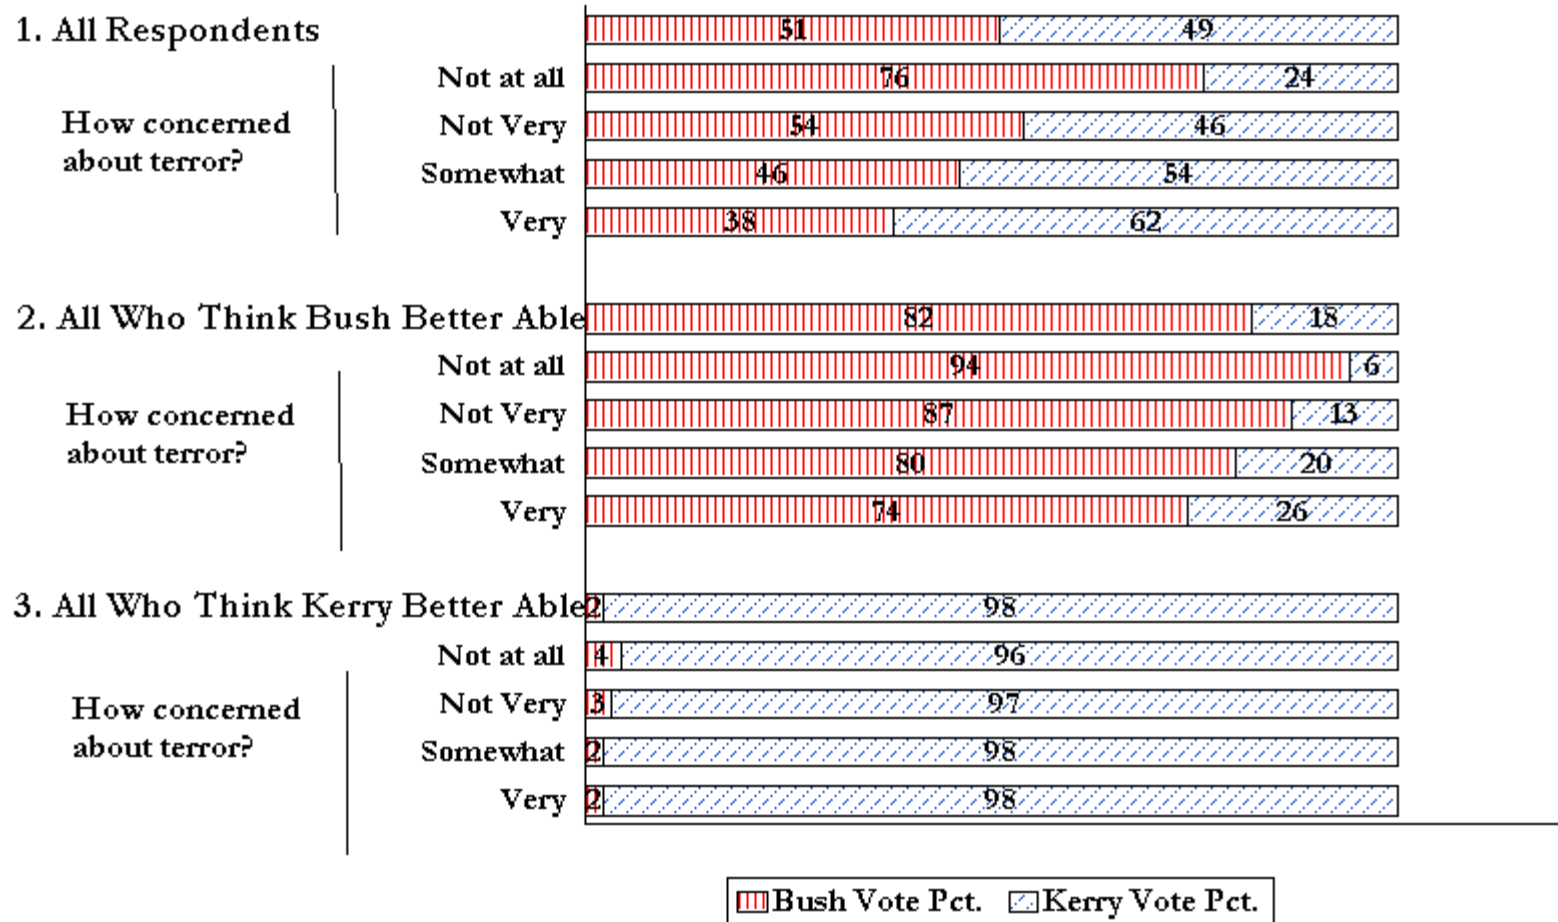 1. All Respondents 51 49
Not at all 76 24
How concerned
about terror?
Not Very 54 46
Somewhat 46 54
Very 38 62
2. All Who Think Bush Better Able 82 18
Not at all 94 6
How concerned
about terror?
Not Very 87 13
Somewhat 80 20
Very 74 26
3. All Who Think Kerry Better Able 2 98
Not at all 4 96
How concerned
about terror?
Not Very 3 97
Somewhat 2 98
Very 2 98
Bush Vote Pct. Kerry Vote Pct.